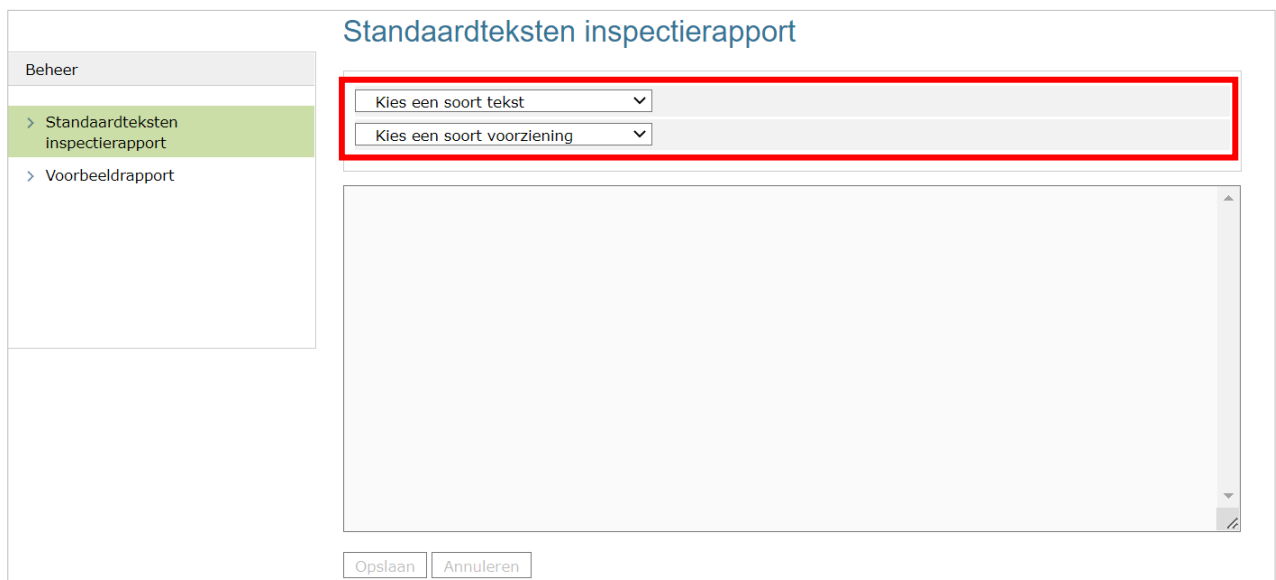 Standaardteksten inspectierapport
Beheer
Standaardteksten
inspectierapport
Voorbeeldrapport
Kies een soort tekst
Kies een soort voorziening
Opslaan Annuleren